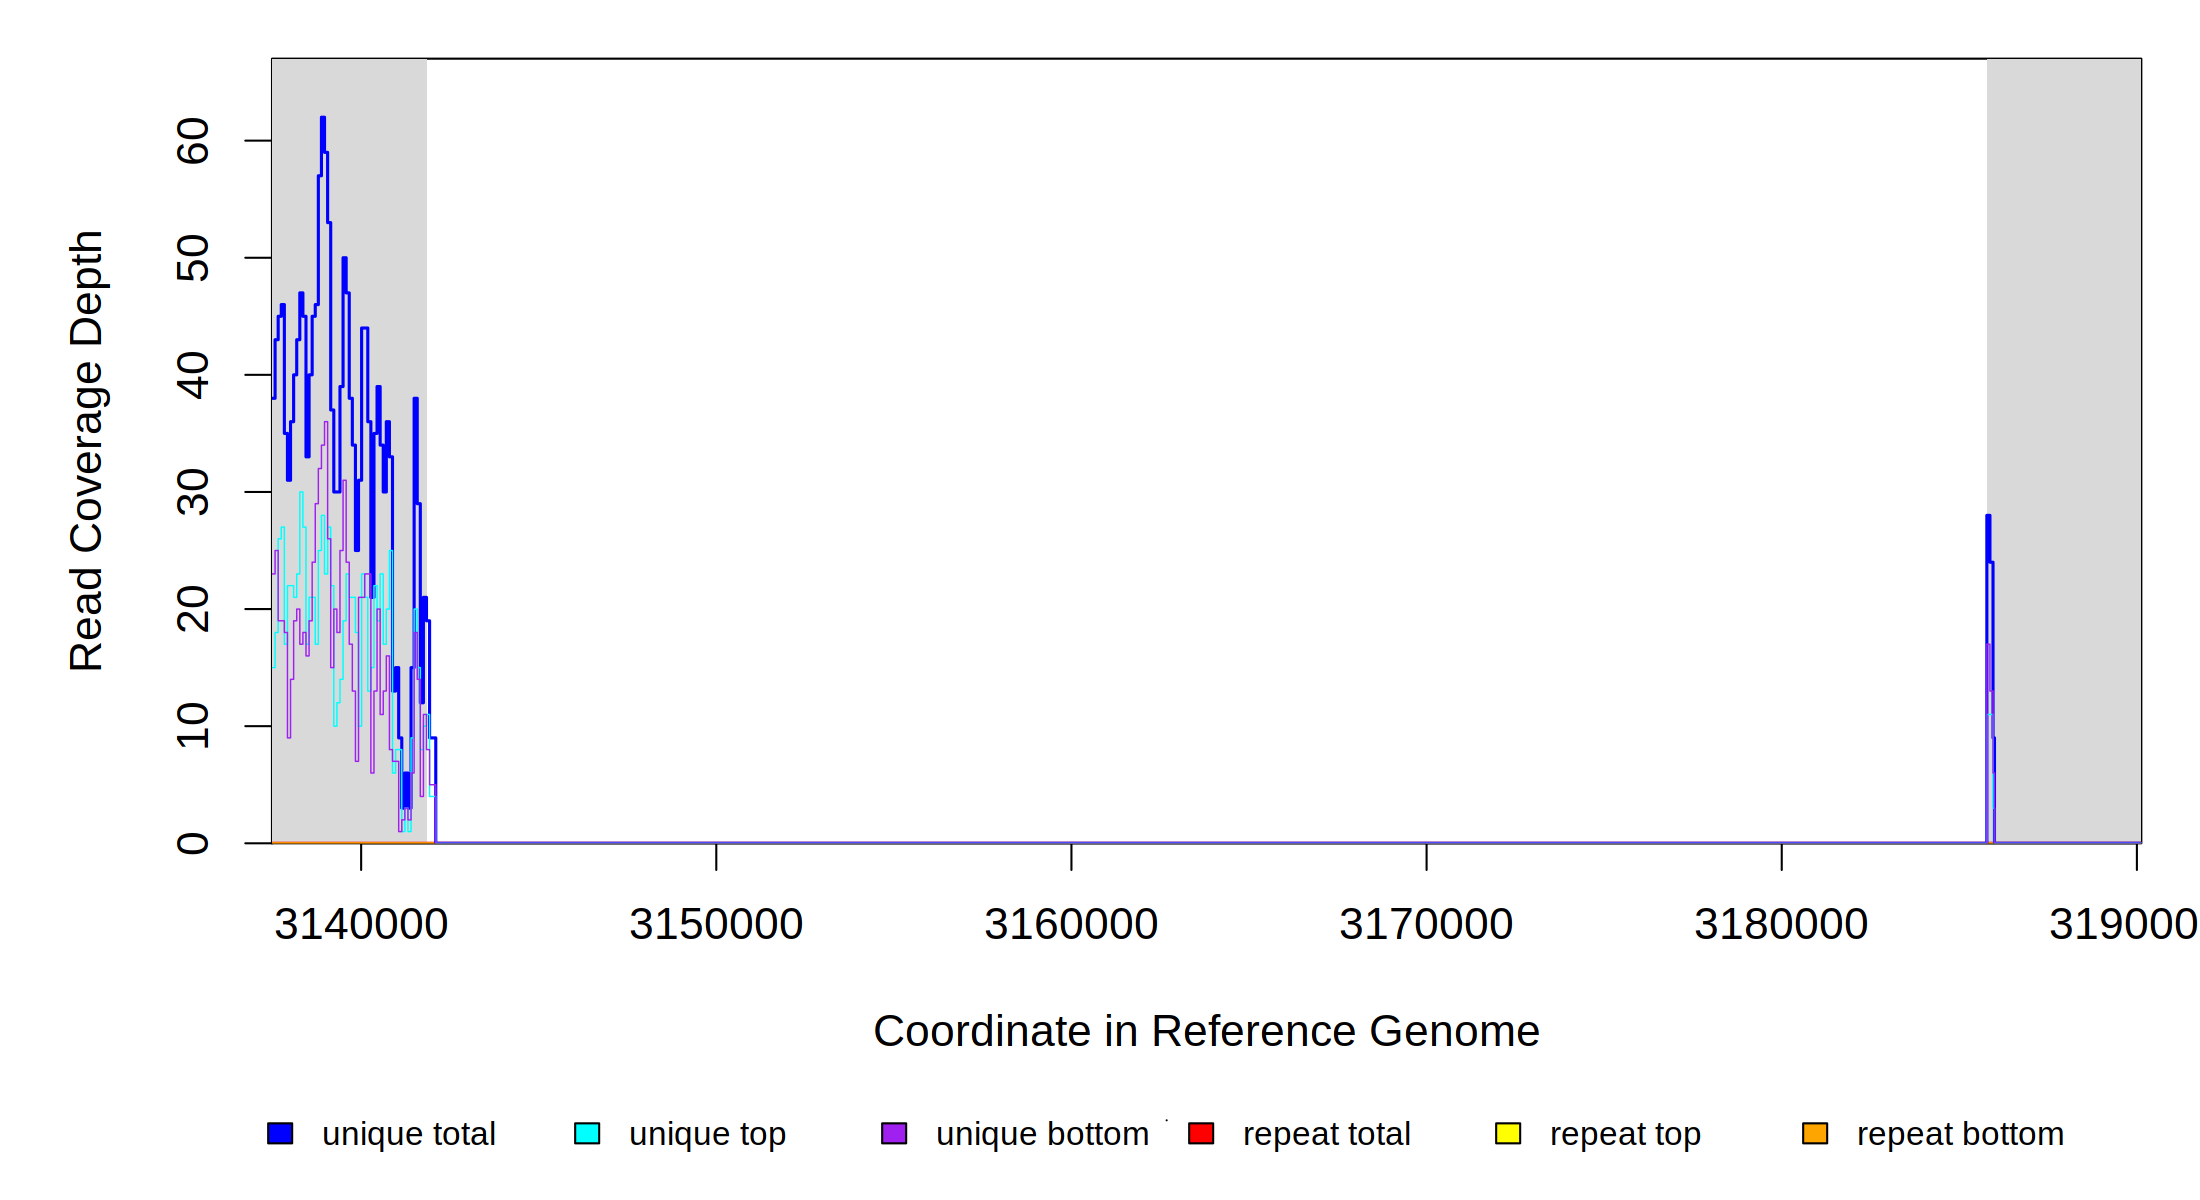 Read Coverage Depth
60
50
40
30
20
10
0
3140000 3150000 3160000 3170000 3180000 319000
Coordinate in Reference Genome
unique total unique top unique bottom repeat total repeat top repeat bottom